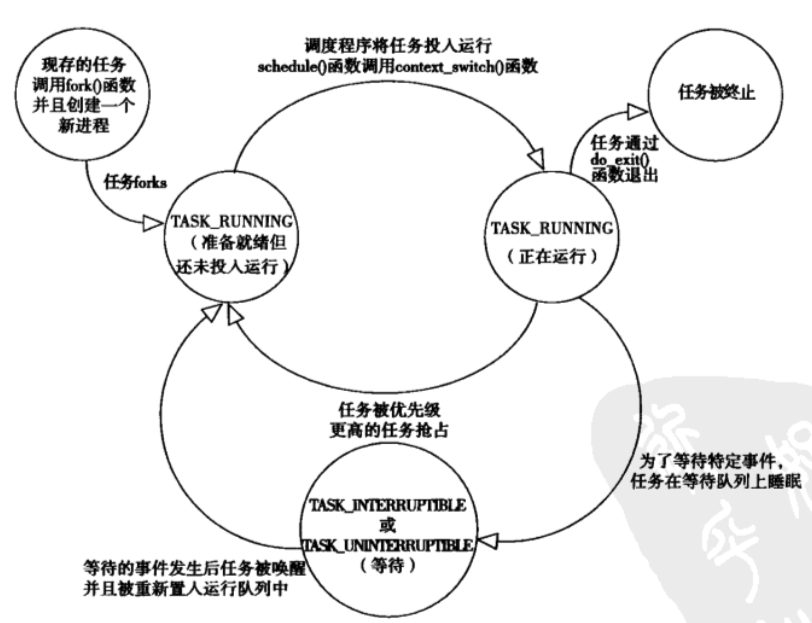 现存的任务
调用fork()函数
并且创建一个
新进程
调度程序将任务投入运行
schedule()函数调用context_switch()函数
任务被终止
任务通过
do_exit()
函数退出
任务forks
TASK_RUNNING
（准备就绪但
还未投入运行）
TASK_RUNNING
（正在运行）
任务被优先级
更高的任务抢占
为了等待特定事件，
任务在等待队列上睡眠
TASK_INTERRUPTIBLE
或
TASK_UNINTERRUPTIBLE
（等待）
等待的事件发生后任务被唤醒
并且被重新置入运行队列中